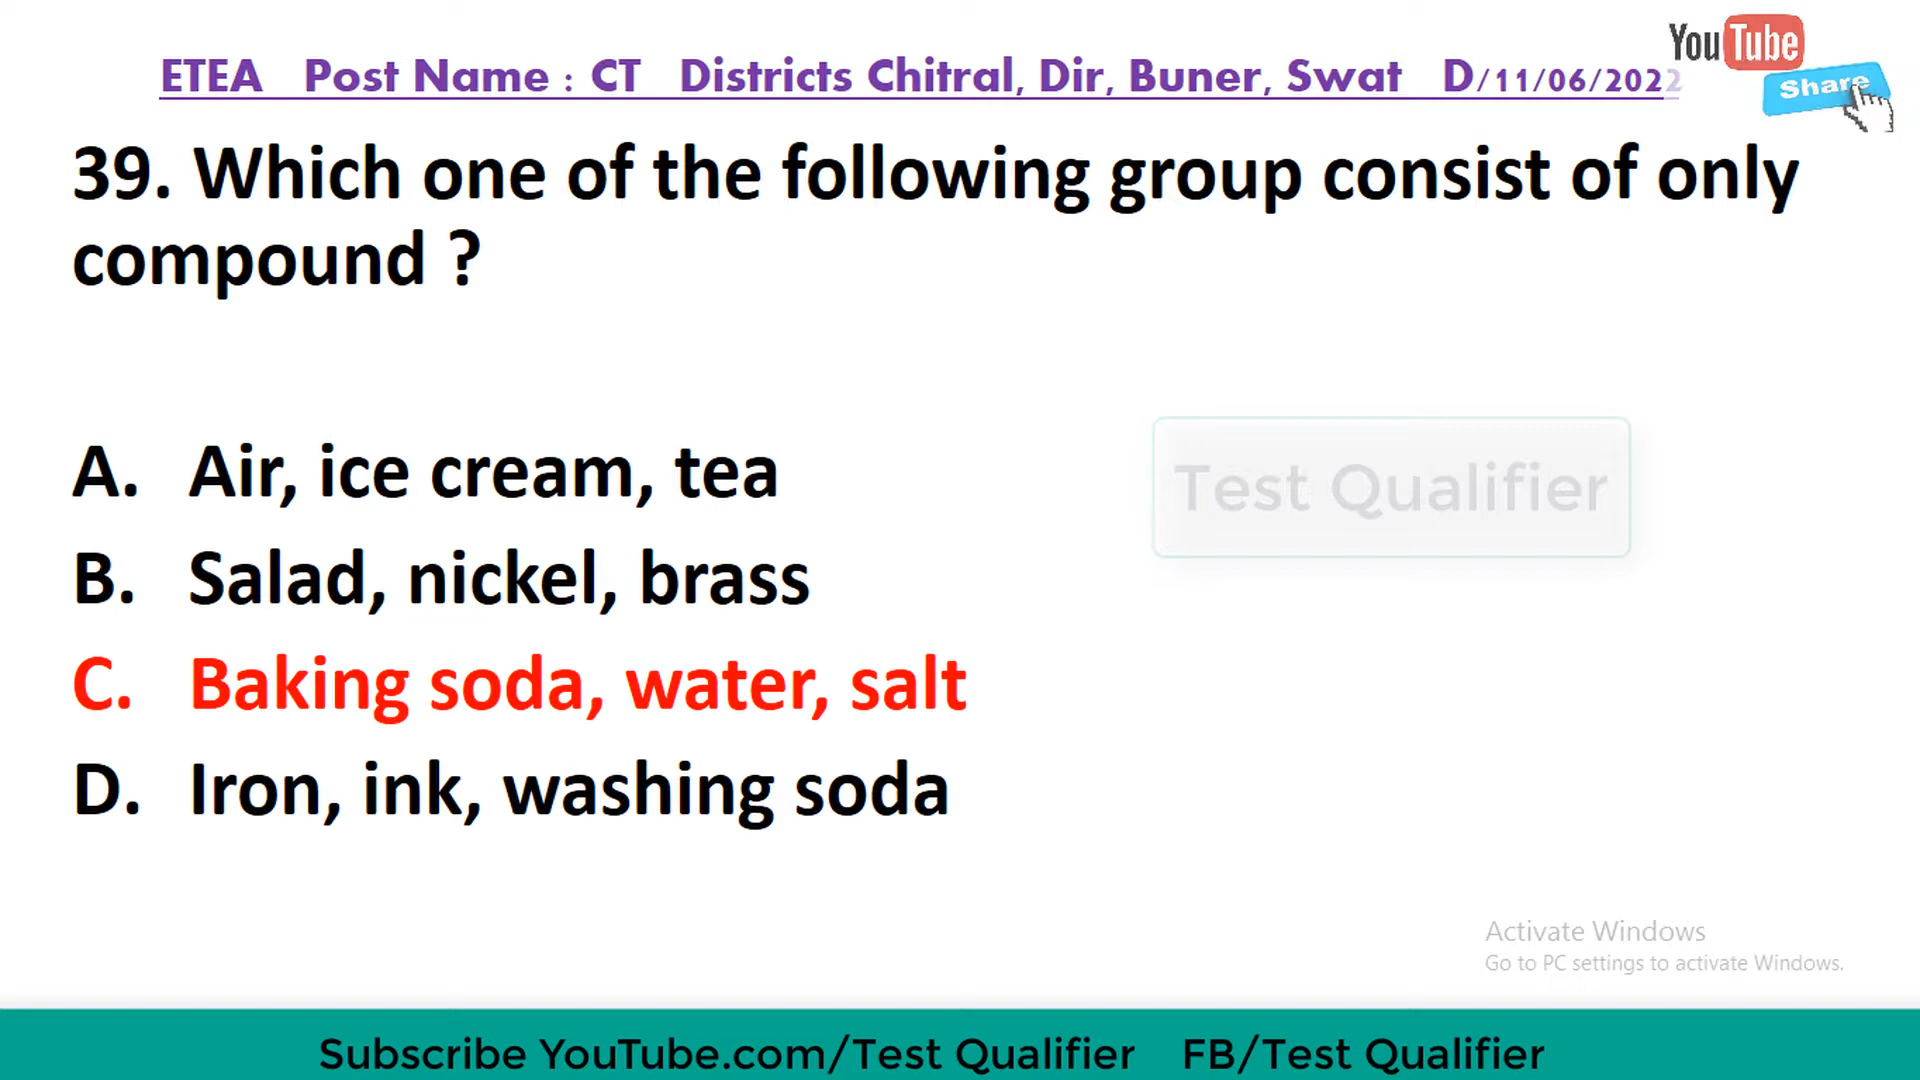 YouTube
Share
ETEA Post Name : CT Districts Chitral, Dir, Buner, Swat D/11/06/2022
39. Which one of the following group consist of only
compound ?
A. Air, ice cream, tea
Test Qualifier
B. Salad, nickel, brass
C. Baking soda, water, salt
D. Iron, ink, washing soda
Activate Windows
Go to PC settings to activate Windows.
Subscribe YouTube.com/Test Qualifier FB/Test Qualifier